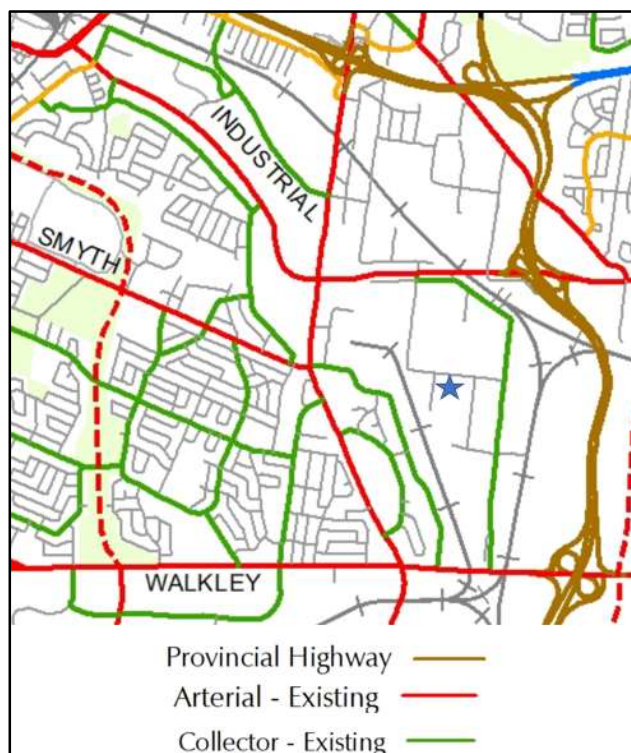 INDUSTRIAL
SMYTH
WALKLEY
Provincial Highway
Arterial - Existing
Collector - Existing